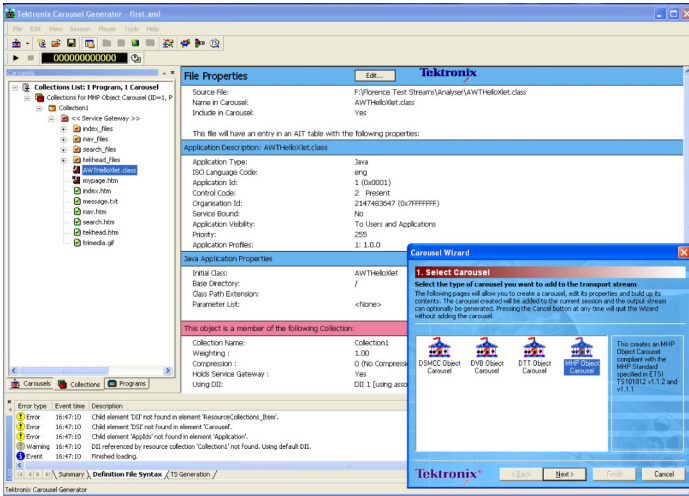 Tektronix Carousel Generator - first.xml
File Edit View Session Player Tools Help
000000000000
Carousels
Collections List: 1 Program, 1 Carousel
Collections for MHP Object Carousel (ID=1, P
Collection1
<< Service Gateway >>
index_files
nav_files
search_files
tekhead_files
AWTHelloXlet.class
mypage.htm
index.htm
message.txt
nav.htm
search.htm
tekhead.htm
trimedia.gif
Carousels Collections Programs
File Properties Edit... Tektronix
Source File: F:\Florence Test Streams\Analyser\AWTHelloXlet.class
Name in Carousel: AWTHelloXlet.class
Include in Carousel: Yes
This file will have an entry in an AIT table with the following properties:
Application Description: AWTHelloXlet.class
Application Type: Java
ISO Language Code: eng
Application Id: 1 (0x0001)
Control Code: 2 Present
Organisation Id: 2147483647 (0x7FFFFFFF)
Service Bound: No
Application Visibility: To Users and Applications
Priority: 255
Application Profiles: 1: 1.0.0
Java Application Properties
Initial Class: AWTHelloXlet
Base Directory: /
Class Path Extension:
Parameter List: <None>
This object is a member of the following Collection:
Collection Name: Collection1
Weighting : 1.00
Compression : 0 (No Compressi
Holds Service Gateway : Yes
Using DII: DII 1 [using asso
Carousel Wizard
1. Select Carousel
Select the type of carousel you want to add to the transport stream
The following pages will allow you to create a carousel, edit its properties and build up its
contents. The carousel created will be added to the current session and the output stream
can optionally be generated. Pressing the Cancel button at any time will quit the Wizard
without adding the carousel.
DSMCC Object Carousel
DVB Object Carousel
DTT Object Carousel
MHP Object Carousel
This creates an MHP
Object Carousel
compliant with the
MHP Standard
specified in ETSI
TS101812 v1.1.2 and
v1.1.1
Tektronix® < Back Next > Finish Cancel
Error type Event time Description
Error 16:47:10 Child element 'DII' not found in element 'ResourceCollections_Item'.
Error 16:47:10 Child element 'DSI' not found in element 'Carousel'.
Error 16:47:10 Child element 'AppIds' not found in element 'Application'.
Warning 16:47:10 DII referenced by resource collection 'Collection1' not found. Using default DII.
Event 16:47:10 Finished loading.
Summary Definition File Syntax TS Generation
Tektronix Carousel Generator